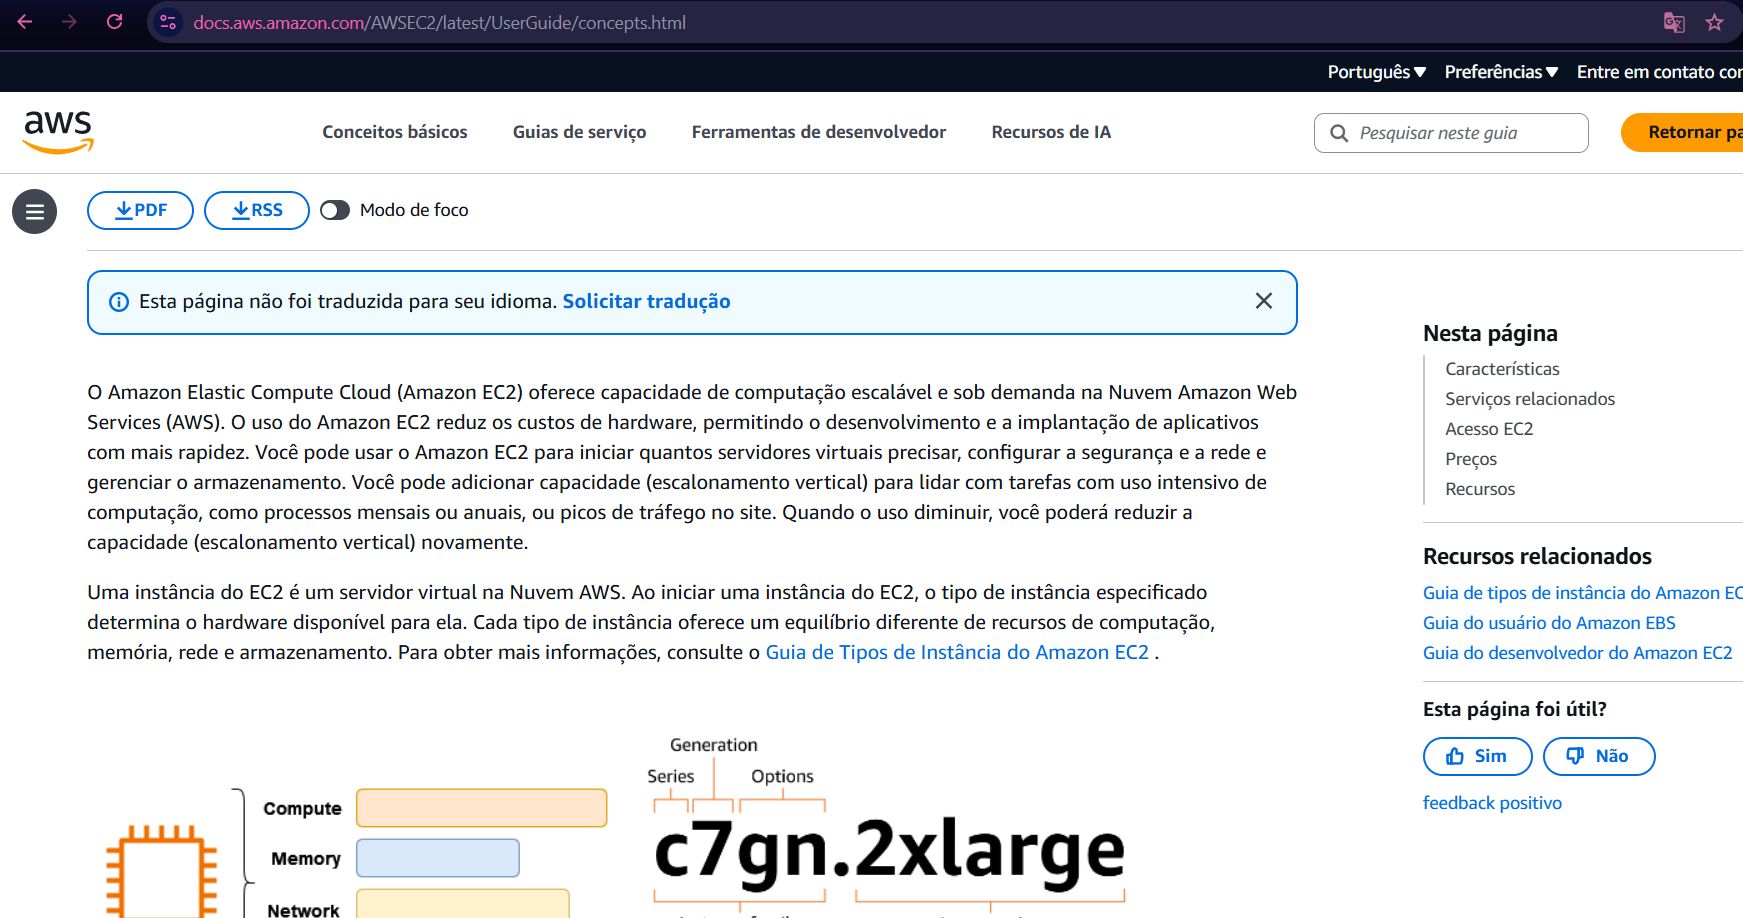 docs.aws.amazon.com/AWSEC2/latest/UserGuide/concepts.html
Português Preferências Entre em contato
aws
Conceitos básicos Guias de serviço Ferramentas de desenvolvedor Recursos de IA
Pesquisar neste guia
Retornar
PDF RSS Modo de foco
Esta página não foi traduzida para seu idioma. Solicitar tradução
O Amazon Elastic Compute Cloud (Amazon EC2) oferece capacidade de computação escalável e sob demanda na Nuvem Amazon Web
Services (AWS). O uso do Amazon EC2 reduz os custos de hardware, permitindo o desenvolvimento e a implantação de aplicativos
com mais rapidez. Você pode usar o Amazon EC2 para iniciar quantos servidores virtuais precisar, configurar a segurança e a rede e
gerenciar o armazenamento. Você pode adicionar capacidade (escalonamento vertical) para lidar com tarefas com uso intensivo de
computação, como processos mensais ou anuais, ou picos de tráfego no site. Quando o uso diminuir, você poderá reduzir a
capacidade (escalonamento vertical) novamente.
Uma instância do EC2 é um servidor virtual na Nuvem AWS. Ao iniciar uma instância do EC2, o tipo de instância especificado
determina o hardware disponível para ela. Cada tipo de instância oferece um equilíbrio diferente de recursos de computação,
memória, rede e armazenamento. Para obter mais informações, consulte o Guia de Tipos de Instância do Amazon EC2 .
Compute
Memory
Network
Generation
Series Options
c7gn.2xlarge
Nesta página
Características
Serviços relacionados
Acesso EC2
Preços
Recursos
Recursos relacionados
Guia de tipos de instância do Amazon EC
Guia do usuário do Amazon EBS
Guia do desenvolvedor do Amazon EC2
Esta página foi útil?
Sim Não
feedback positivo